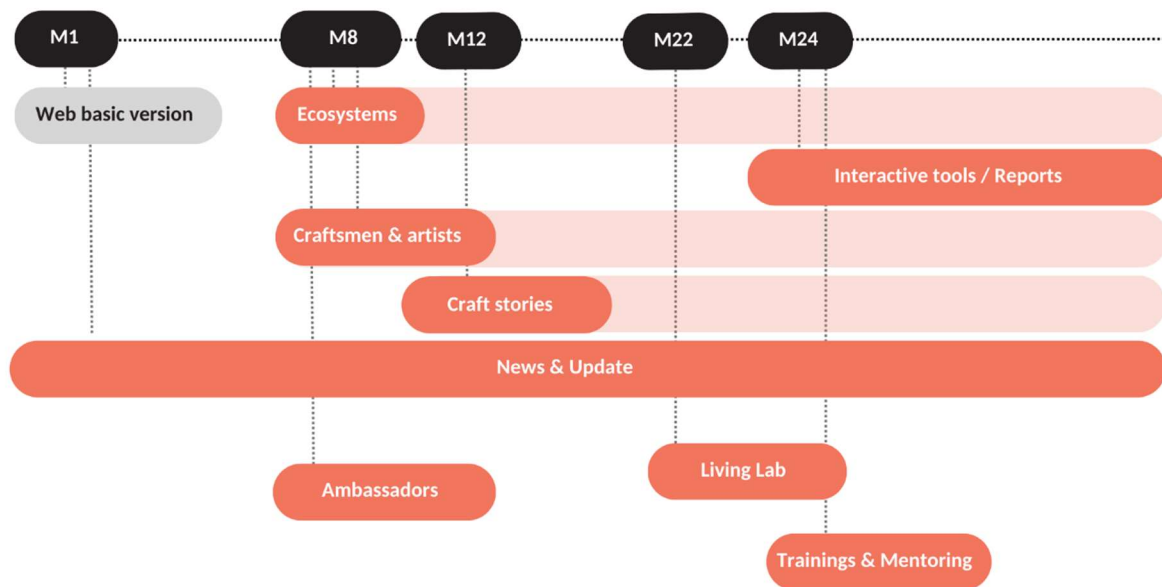 M1
M8
M12
M22
M24
Web basic version
Ecosystems
Interactive tools / Reports
Craftsmen & artists
Craft stories
News & Update
Living Lab
Ambassadors
Trainings & Mentoring